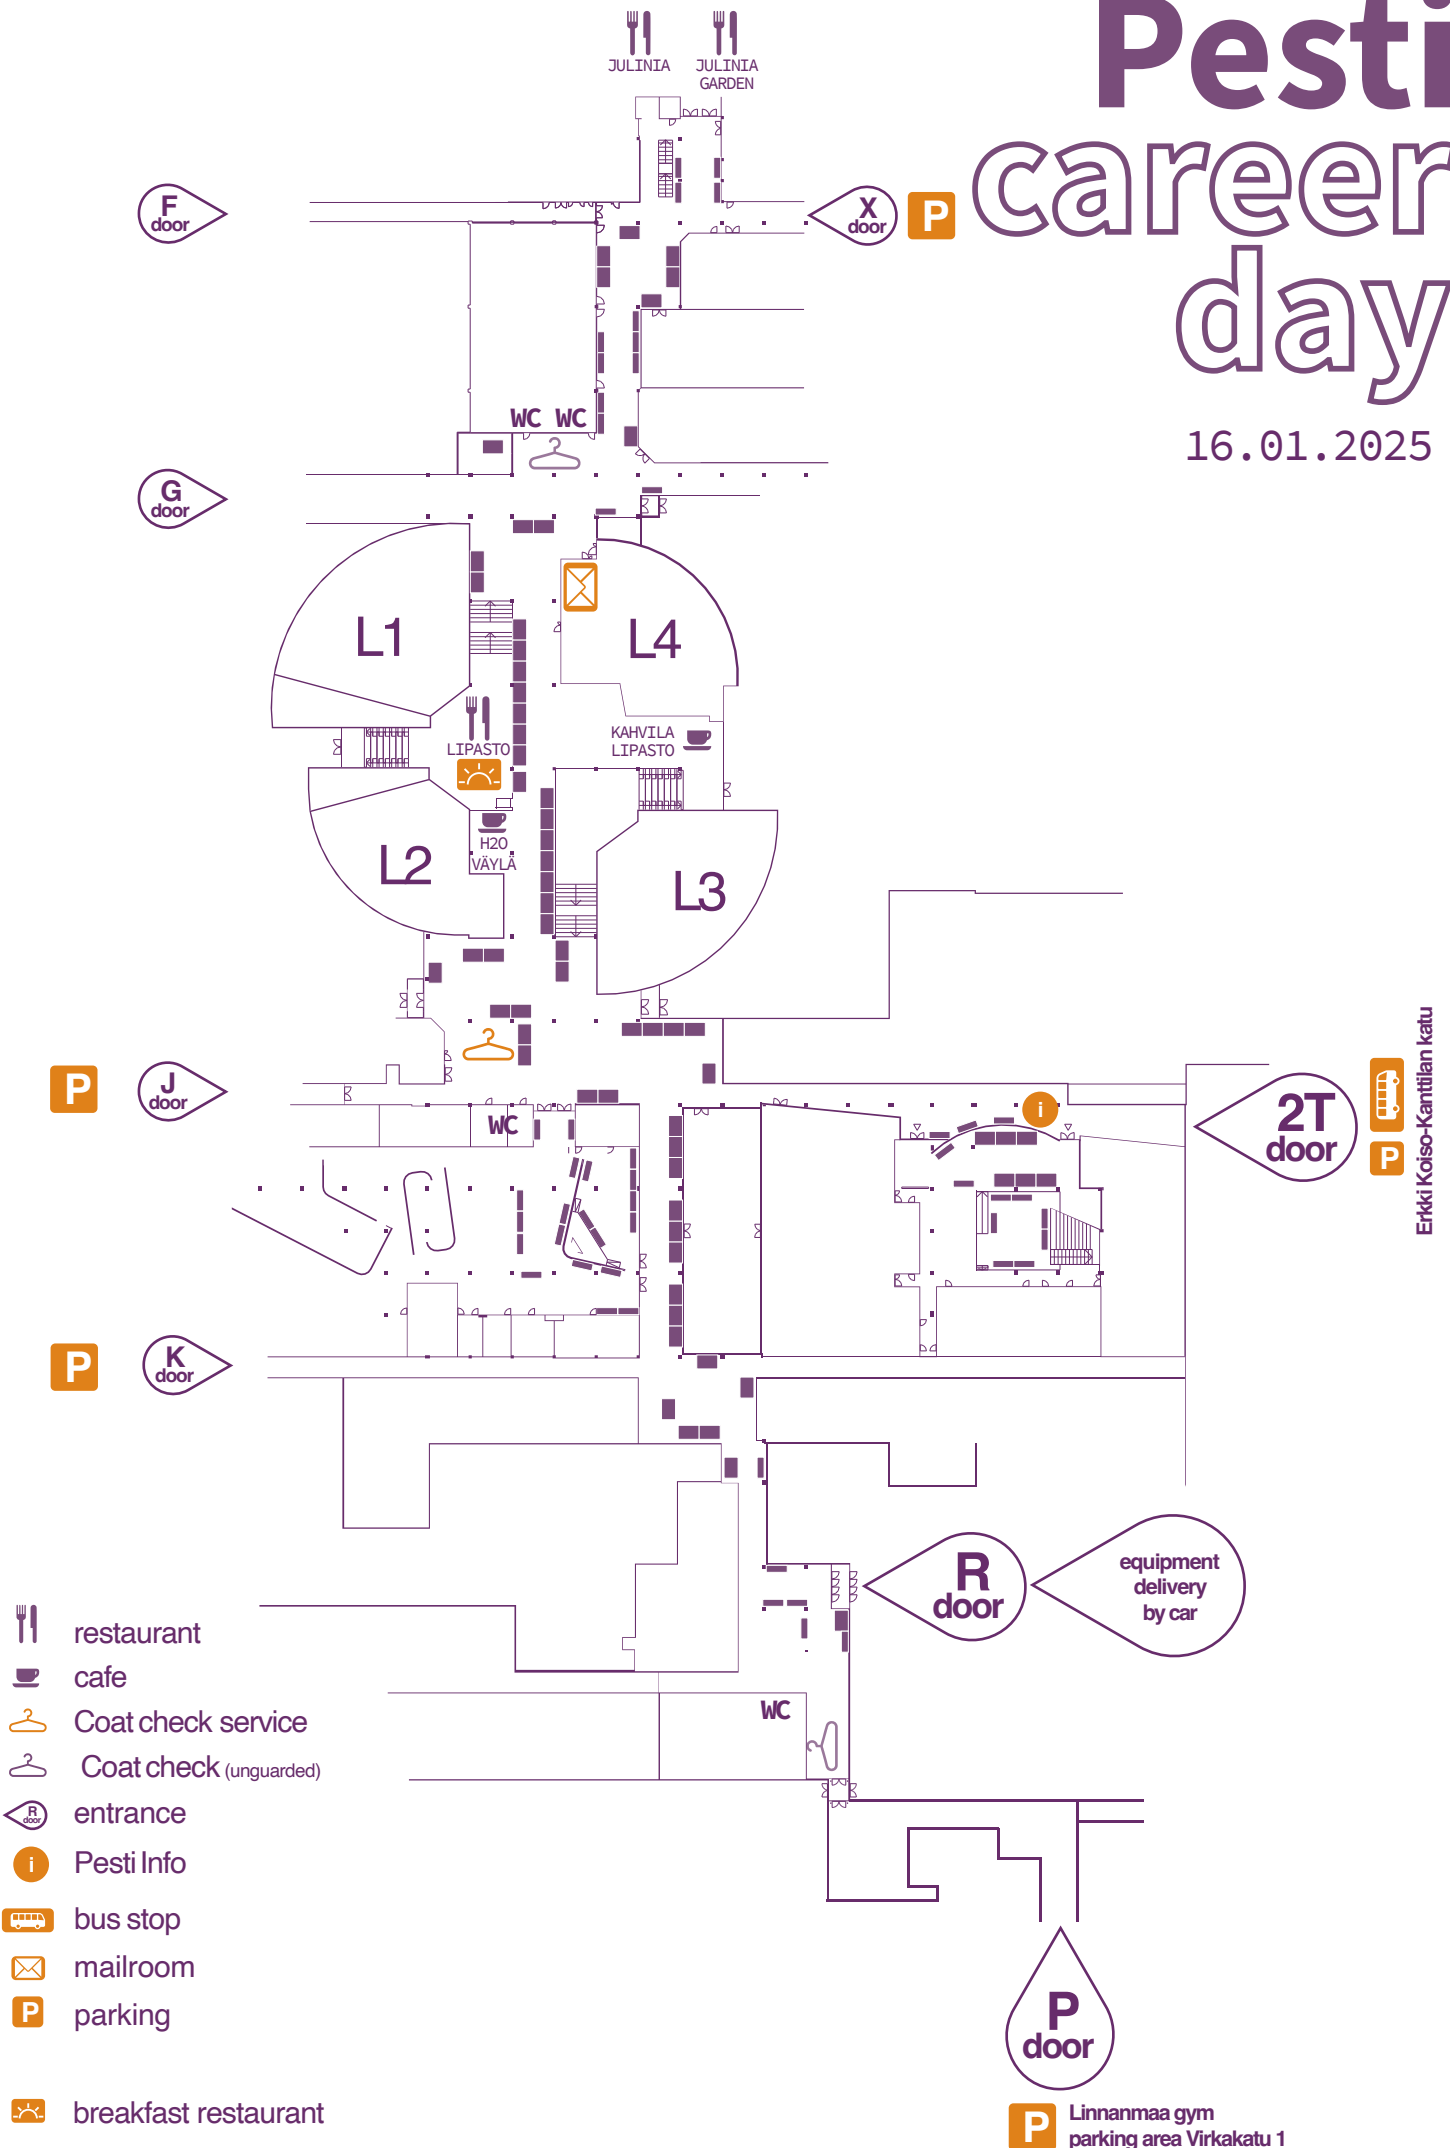 Pesti
career
day
16.01.2025
JULINIA
JULINIA
GARDEN
F
door
X
door
P
WC WC
G
door
L1
L4
LIPASTO
KAHVILA
LIPASTO
H2O
VÄYLÄ
L2
L3
P
J
door
WC
i
2T
door
P
Erkki Koiso-Kanttilan katu
P
K
door
R
door
equipment
delivery
by car
WC
restaurant
cafe
Coat check service
Coat check (unguarded)
R
door
entrance
i
Pesti Info
bus stop
mailroom
P
parking
breakfast restaurant
P
door
P
Linnanmaa gym
parking area Virkakatu 1